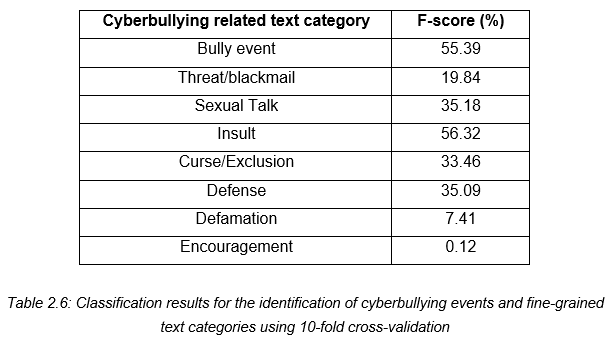 Cyberbullying related text category F-score (%)
Bully event 55.39
Threat/blackmail 19.84
Sexual Talk 35.18
Insult 56.32
Curse/Exclusion 33.46
Defense 35.09
Defamation 7.41
Encouragement 0.12
Table 2.6: Classification results for the identification of cyberbullying events and fine-grained
text categories using 10-fold cross-validation